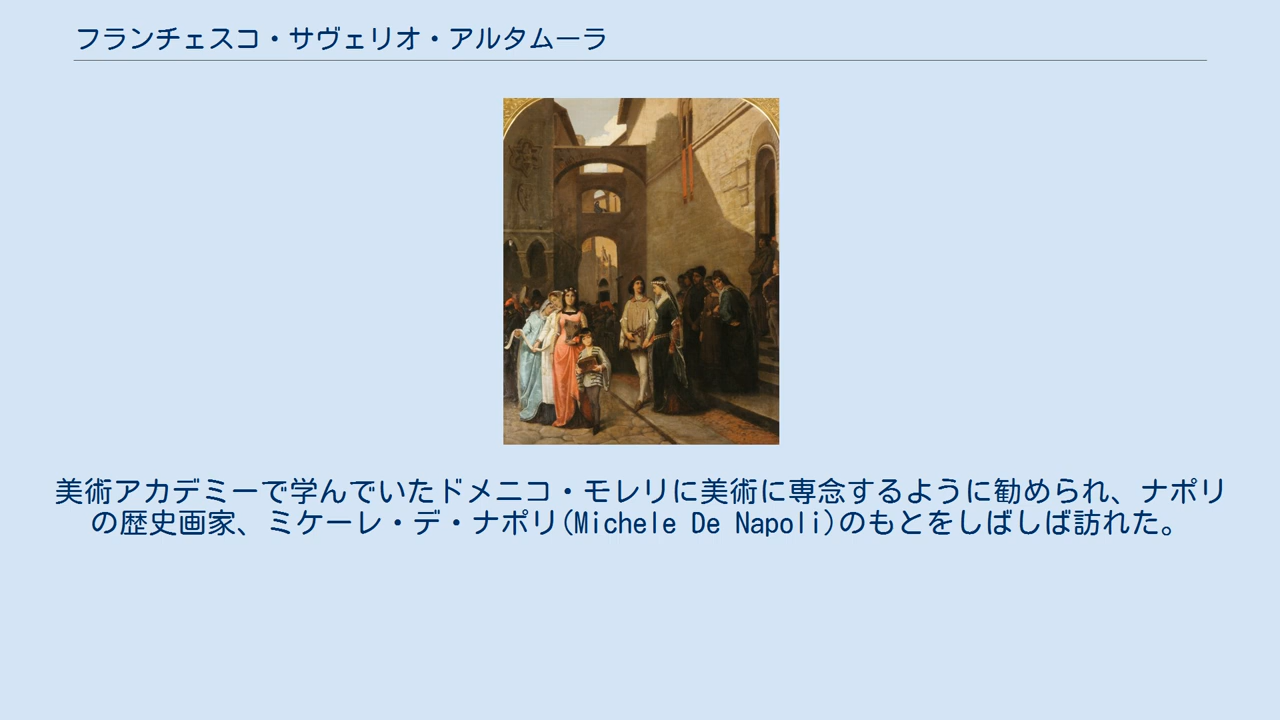 フランチェスコ・サヴェリオ・アルタムーラ
美術アカデミーで学んでいたドメニコ・モレリに美術に専念するように勧められ、ナポリ
の歴史画家、ミケーレ・デ・ナポリ(Michele De Napoli)のもとをしばしば訪れた。